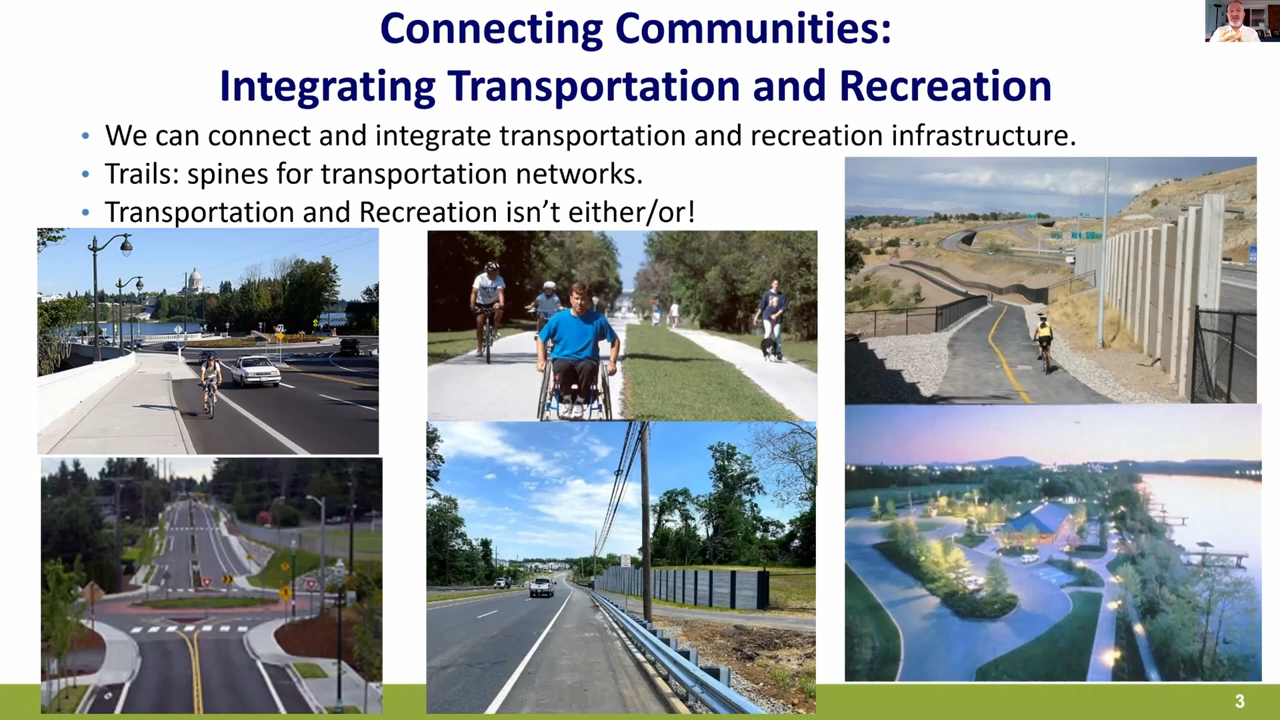 Connecting Communities:
Integrating Transportation and Recreation
• We can connect and integrate transportation and recreation infrastructure.
• Trails: spines for transportation networks.
• Transportation and Recreation isn’t either/or!
3